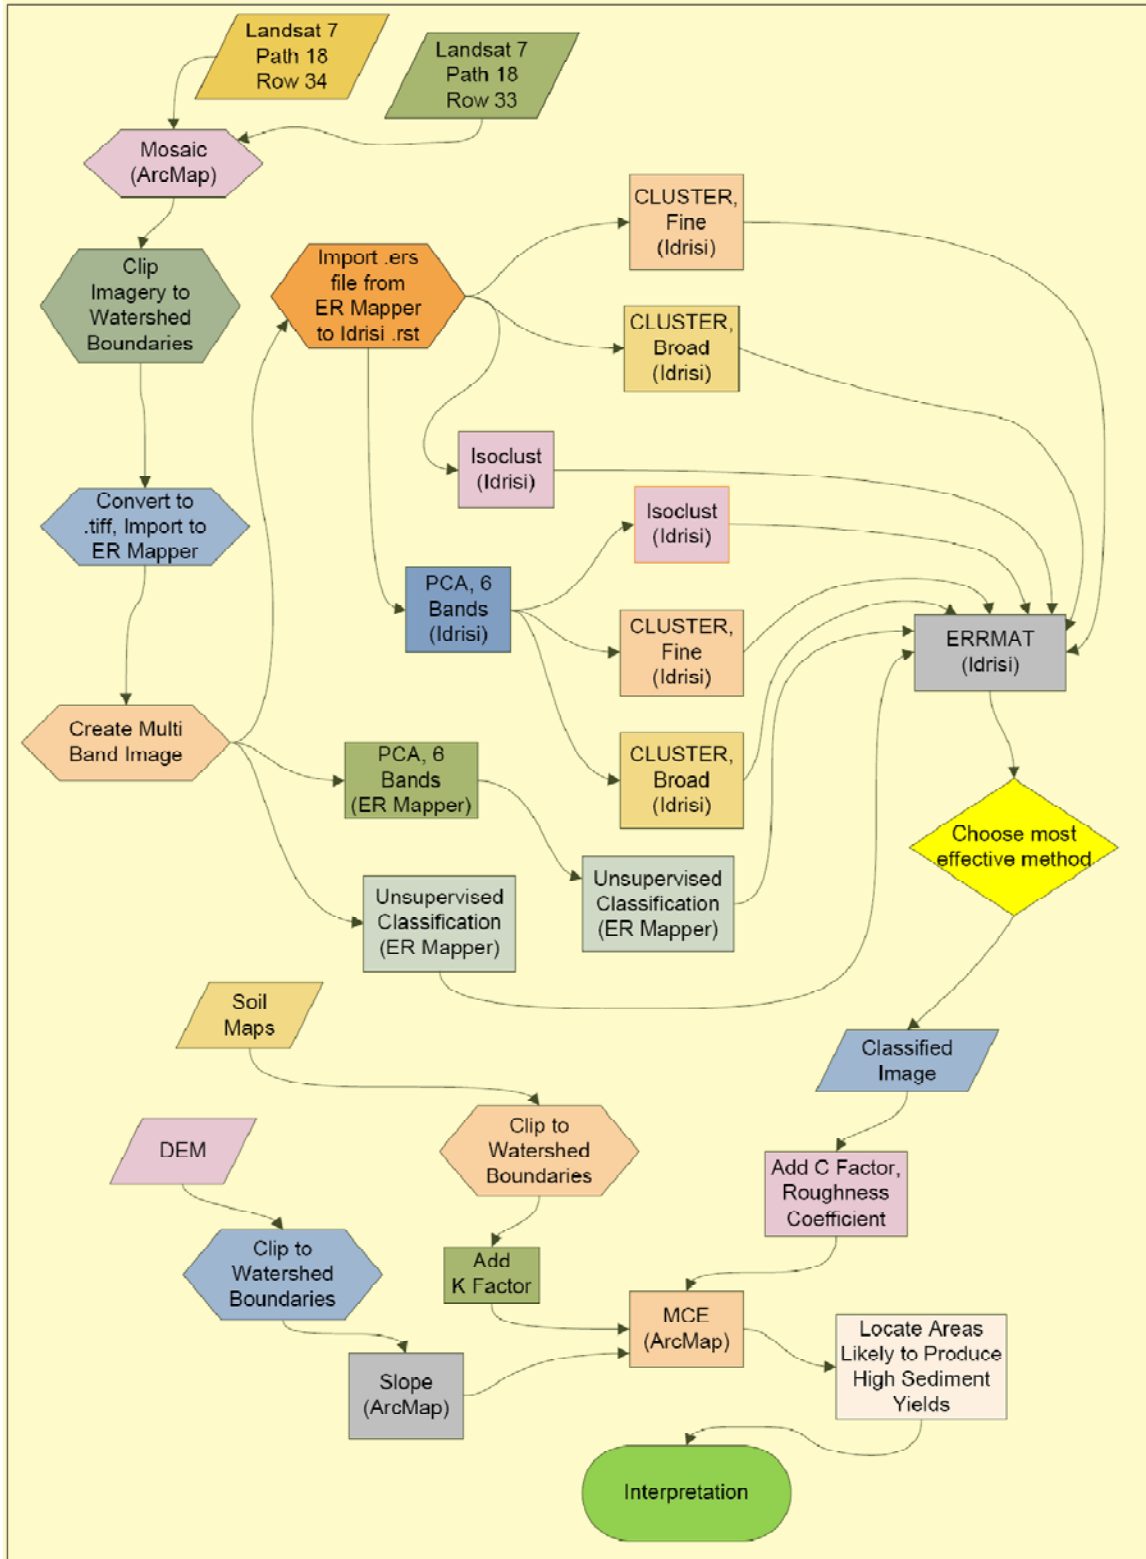 Landsat 7
Path 18
Row 34
Landsat 7
Path 18
Row 33
Mosaic
(ArcMap)
Clip
Imagery to
Watershed
Boundaries
Import .ers
file from
ER Mapper
to Idrisi .rst
CLUSTER,
Fine
(Idrisi)
CLUSTER,
Broad
(Idrisi)
Isoclust
(Idrisi)
Isoclust
(Idrisi)
Convert to
.tiff, Import to
ER Mapper
PCA, 6
Bands
(Idrisi)
CLUSTER,
Fine
(Idrisi)
ERRMAT
(Idrisi)
Create Multi
Band Image
PCA, 6
Bands
(ER Mapper)
CLUSTER,
Broad
(Idrisi)
Choose most
effective method
Unsupervised
Classification
(ER Mapper)
Unsupervised
Classification
(ER Mapper)
Soil
Maps
Classified
Image
DEM
Clip to
Watershed
Boundaries
Add C Factor,
Roughness
Coefficient
Clip to
Watershed
Boundaries
Add
K Factor
MCE
(ArcMap)
Locate Areas
Likely to Produce
High Sediment
Yields
Slope
(ArcMap)
Interpretation